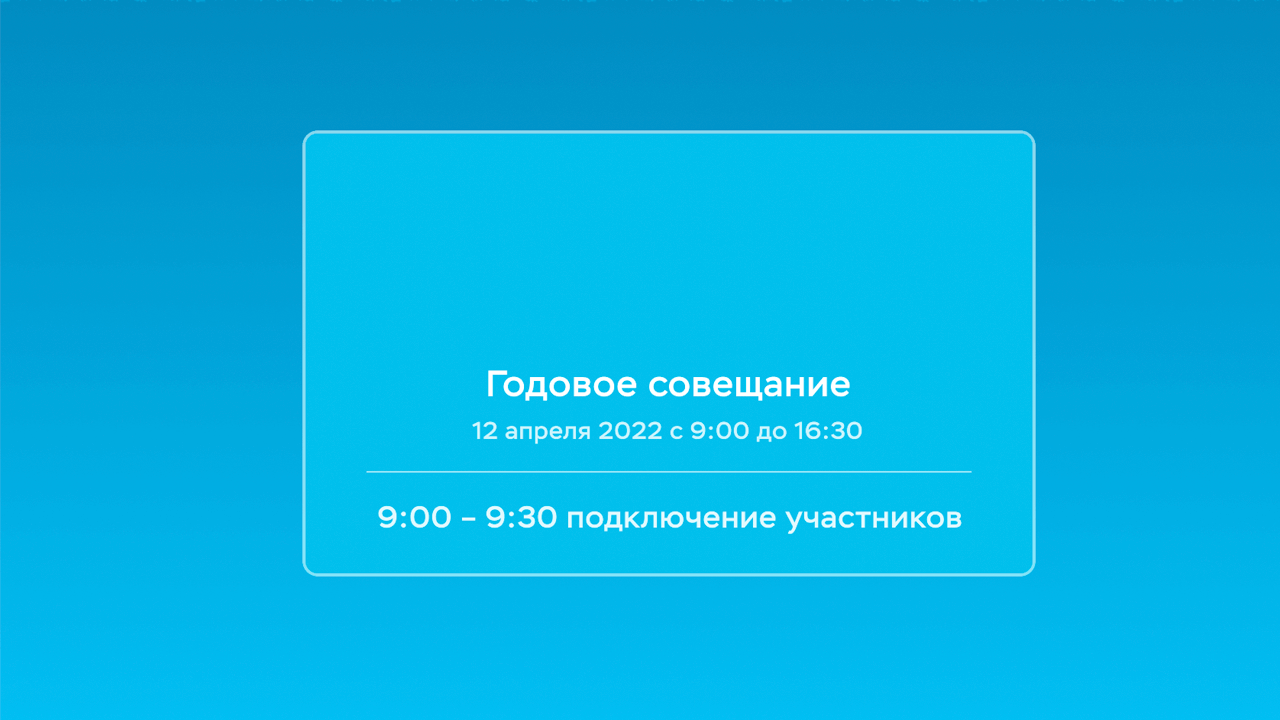 Годовое совещание
12 апреля 2022 с 9:00 до 16:30
9:00 – 9:30 подключение участников